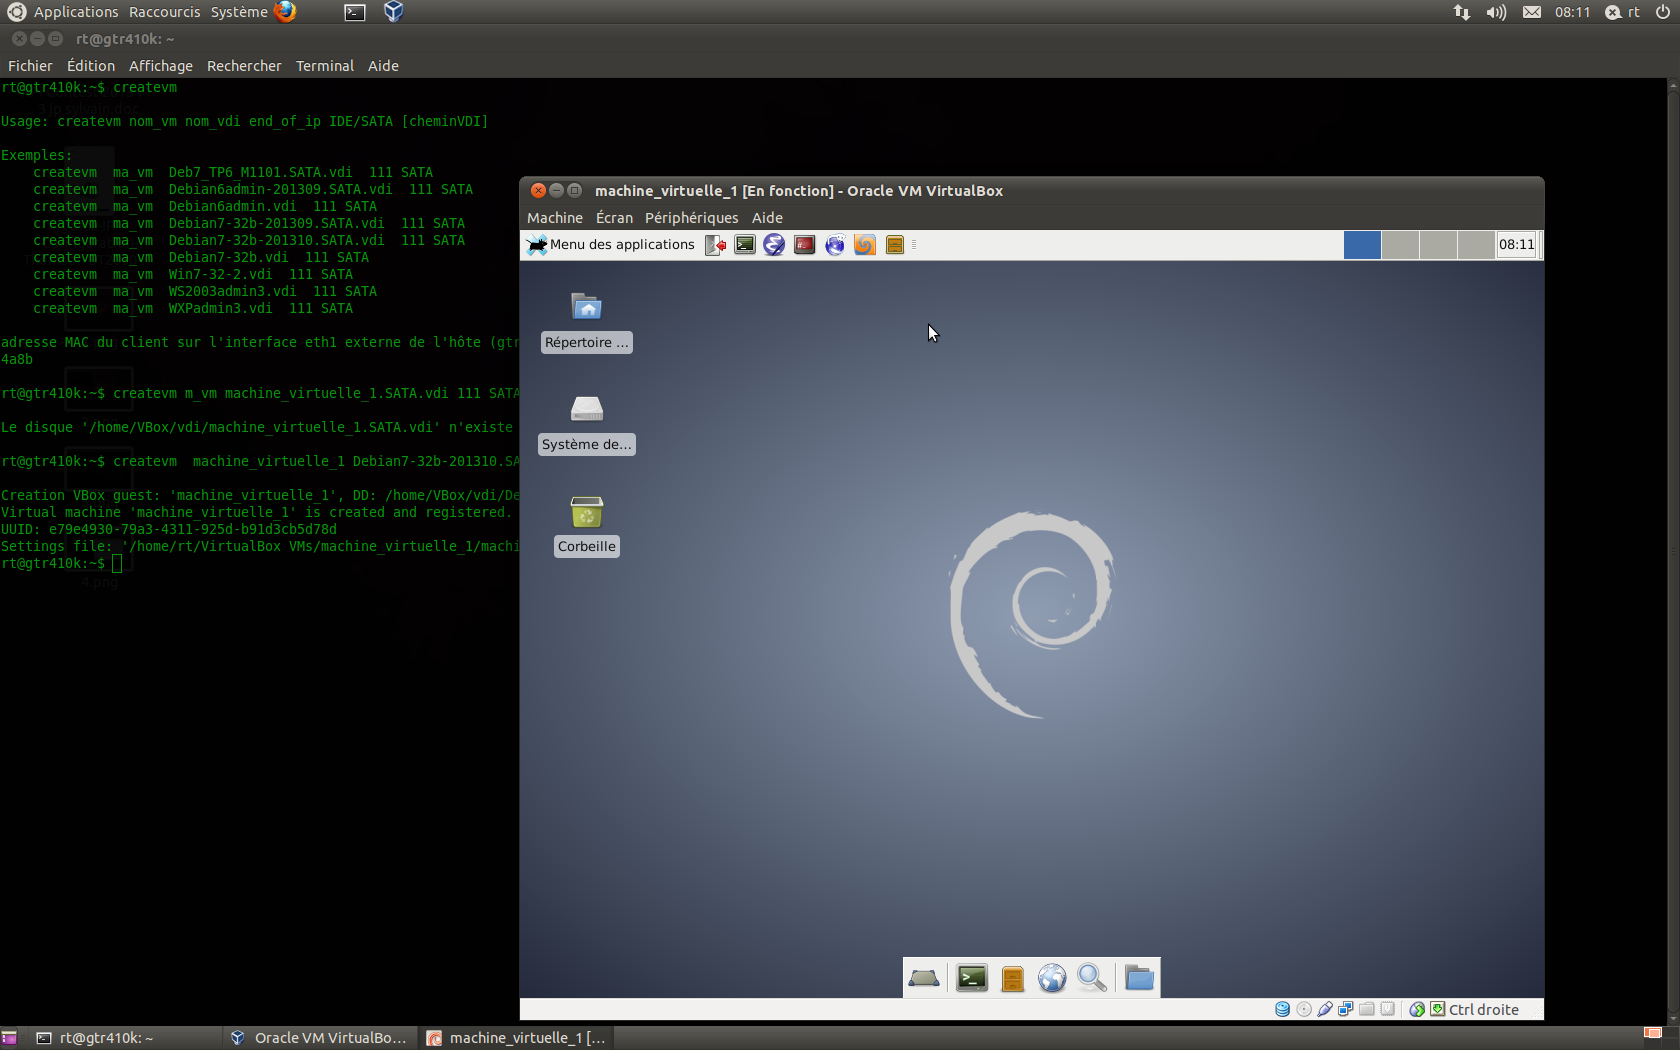 Applications Raccourcis Système 08:11 rt
rt@gtr410k: ~
Fichier Édition Affichage Rechercher Terminal Aide
rt@gtr410k:~$ createvm
Usage: createvm nom_vm nom_vdi end_of_ip IDE/SATA [cheminVDI]
Exemples:
createvm ma_vm Deb7_TP6_M1101.SATA.vdi 111 SATA
createvm ma_vm Debian6admin-201309.SATA.vdi 111 SATA
createvm ma_vm Debian6admin.vdi 111 SATA
createvm ma_vm Debian7-32b-201309.SATA.vdi 111 SATA
createvm ma_vm Debian7-32b-201310.SATA.vdi 111 SATA
createvm ma_vm Debian7-32b.vdi 111 SATA
createvm ma_vm Win7-32-2.vdi 111 SATA
createvm ma_vm WS2003admin3.vdi 111 SATA
createvm ma_vm WXPadmin3.vdi 111 SATA
adresse MAC du client sur l'interface eth1 externe de l'hôte (gtr
4a8b
rt@gtr410k:~$ createvm m_vm machine_virtuelle_1.SATA.vdi 111 SATA
Le disque '/home/VBox/vdi/machine_virtuelle_1.SATA.vdi' n'existe
rt@gtr410k:~$ createvm machine_virtuelle_1 Debian7-32b-201310.SA
Creation VBox guest: 'machine_virtuelle_1', DD: /home/VBox/vdi/De
Virtual machine 'machine_virtuelle_1' is created and registered.
UUID: e79e4930-79a3-4311-925d-b91d3cb5d78d
Settings file: '/home/rt/VirtualBox VMs/machine_virtuelle_1/machi
rt@gtr410k:~$
4.png
machine_virtuelle_1 [En fonction] - Oracle VM VirtualBox
Machine Écran Périphériques Aide
Menu des applications 08:11
Répertoire ...
Système de...
Corbeille
Ctrl droite
rt@gtr410k: ~ Oracle VM VirtualBo... machine_virtuelle_1 [...